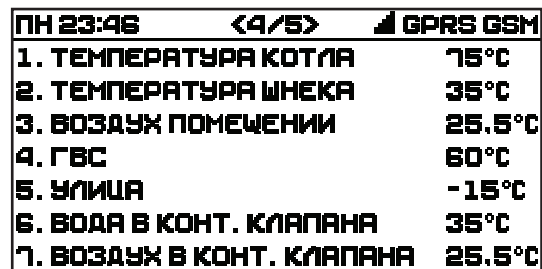 ПН 23:46 <4/5> GPRS GSM
1. ТЕМПЕРАТУРА КОТЛА 75°C
2. ТЕМПЕРАТУРА ШНЕКА 35°C
3. ВОЗДУХ ПОМЕЩЕНИИ 25.5°C
4. ГВС 60°C
5. УЛИЦА -15°C
6. ВОДА В КОНТ. КЛАПАНА 35°C
7. ВОЗДУХ В КОНТ. КЛАПАНА 25.5°C